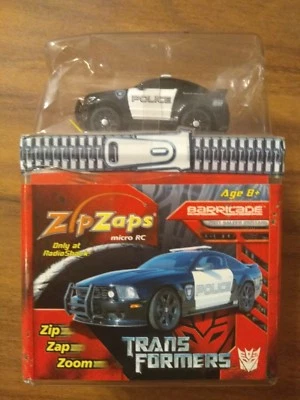 POLICE
Age 8+
ZipZaps
micro RC
BARRICADE
Only at
RadioShack.
POLICE
Zip
Zap
Zoom
TRANS
FORMERS